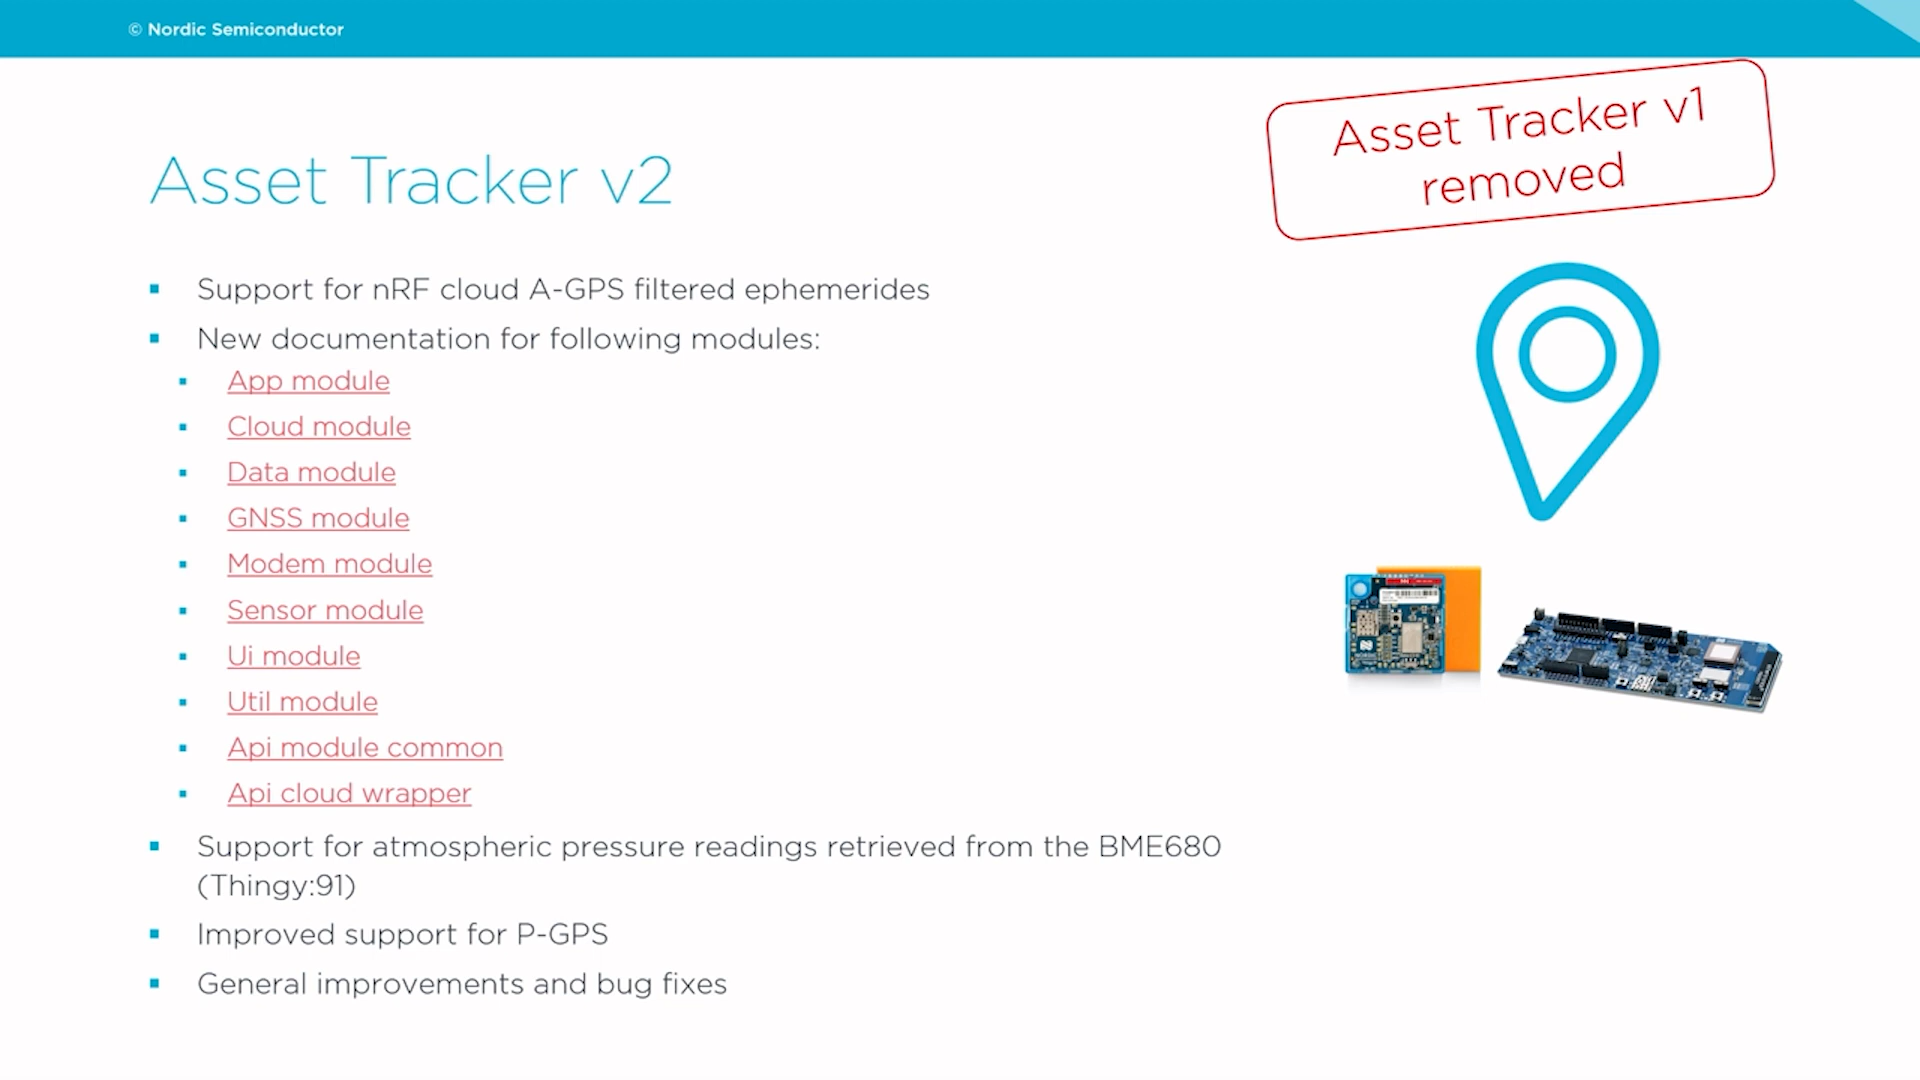 © Nordic Semiconductor
Asset Tracker v1
removed
Asset Tracker v2
Support for nRF cloud A-GPS filtered ephemerides
New documentation for following modules:
App module
Cloud module
Data module
GNSS module
Modem module
Sensor module
Ui module
Util module
Api module common
Api cloud wrapper
Support for atmospheric pressure readings retrieved from the BME680
(Thingy:91)
Improved support for P-GPS
General improvements and bug fixes